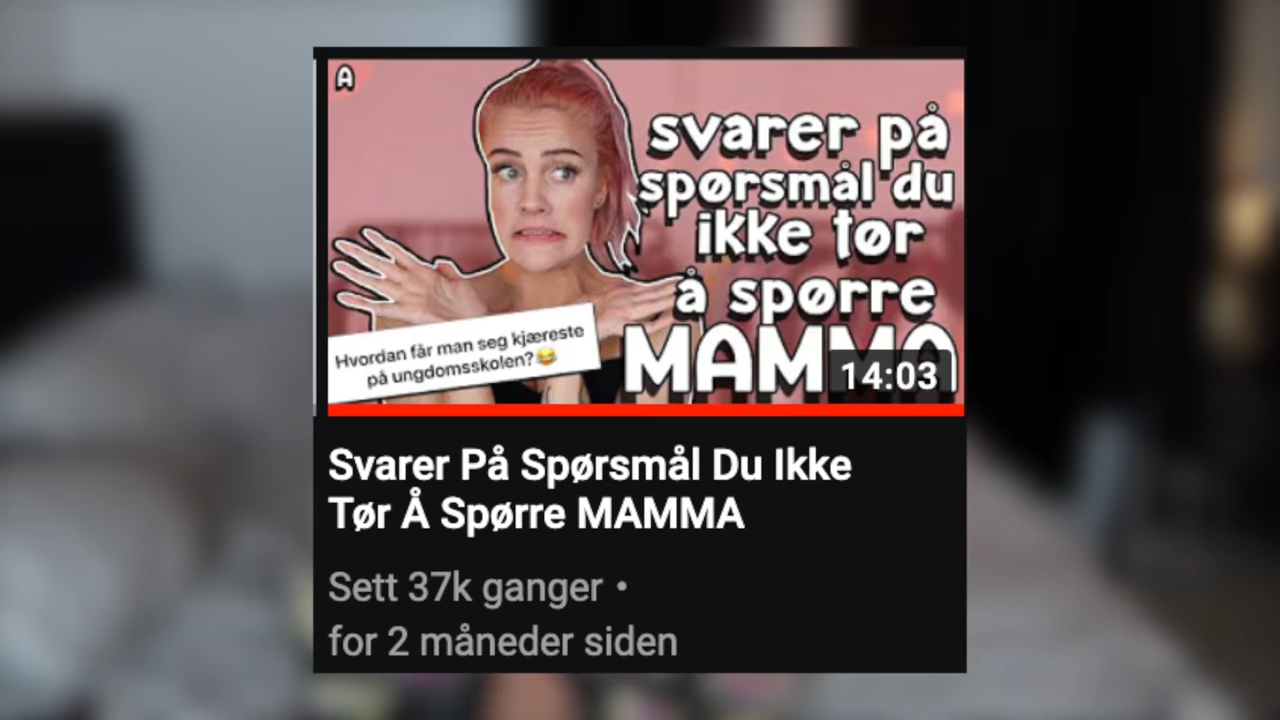 A
svarer på
spørsmål du
ikke tør
å spørre
MAMMA
Hvordan får man seg kjæreste
på ungdomsskolen?😂
14:03
Svarer På Spørsmål Du Ikke
Tør Å Spørre MAMMA
Sett 37k ganger •
for 2 måneder siden